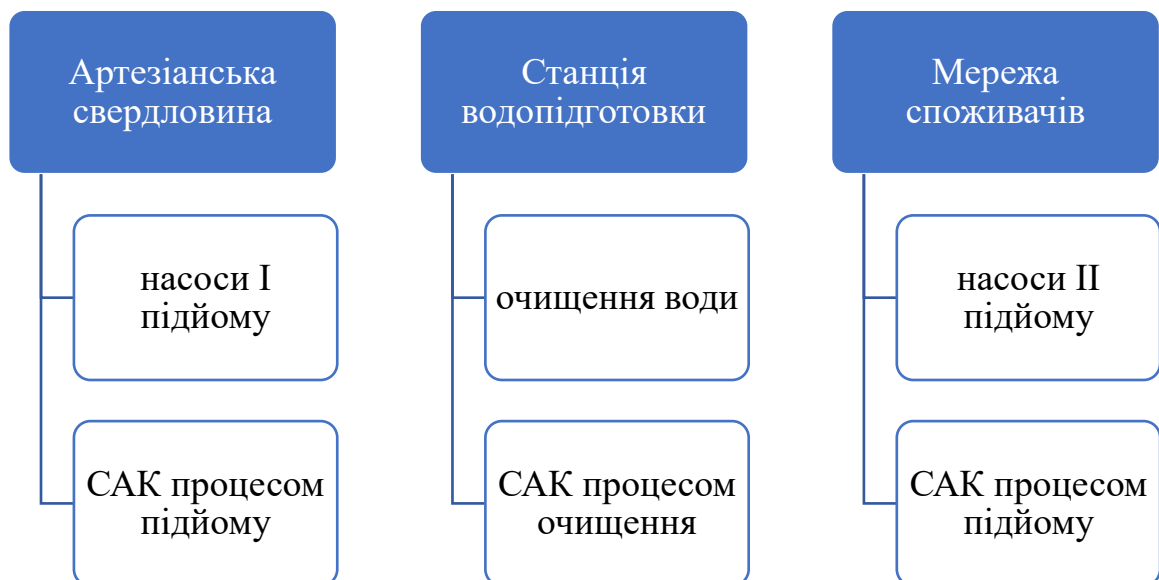 Артезіанська
свердловина
насоси І
підйому
САК процесом
підйому
Станція
водопідготовки
очищення води
САК процесом
очищення
Мережа
споживачів
насоси ІІ
підйому
САК процесом
підйому